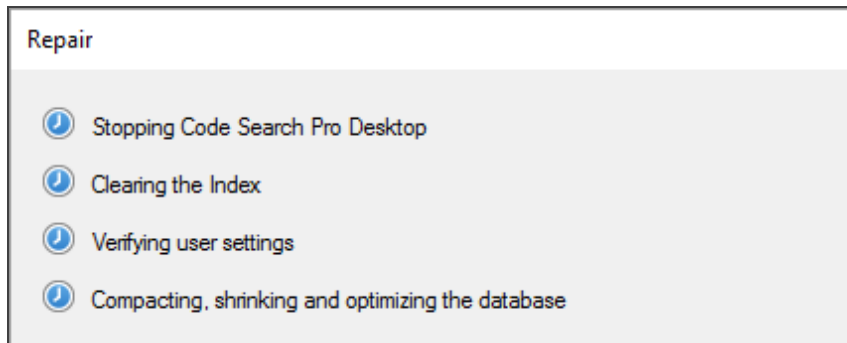 Repair
Stopping Code Search Pro Desktop
Clearing the Index
Verifying user settings
Compacting, shrinking and optimizing the database